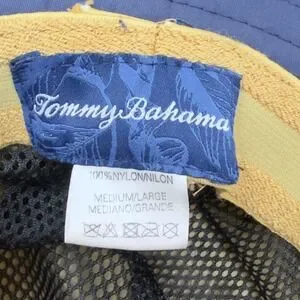 Tommy Bahama
100% NYLON/NILON
MEDIUM/LARGE
MEDIANO/GRANDE